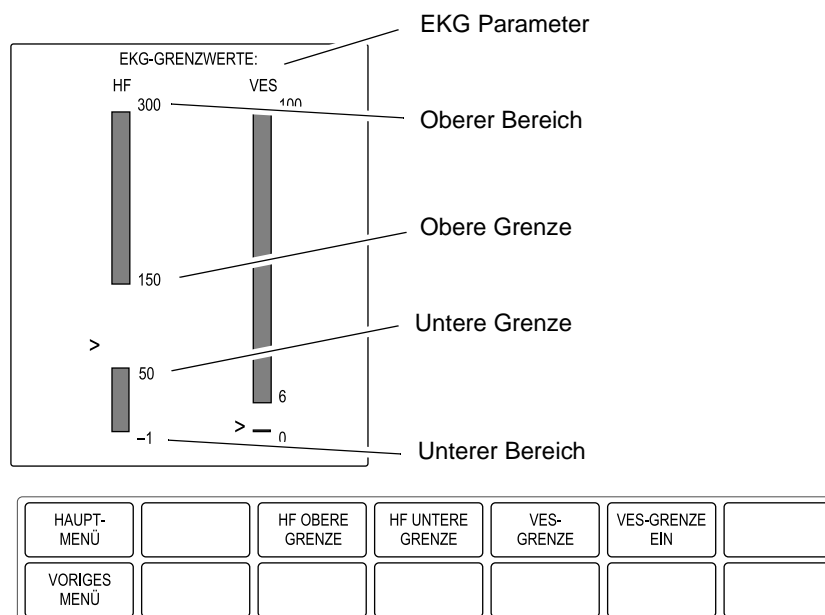 EKG Parameter
EKG-GRENZWERTE:
HF VES
300 100
Oberer Bereich
Obere Grenze
150
Untere Grenze
>
50
6
> 0
–1
Unterer Bereich
HAUPT-
MENÜ
HF OBERE
GRENZE
HF UNTERE
GRENZE
VES-
GRENZE
VES-GRENZE
EIN
VORIGES
MENÜ